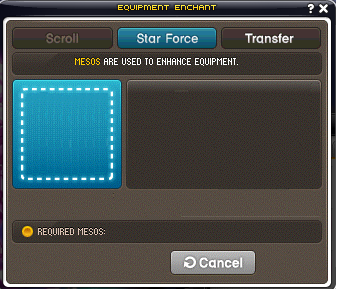 EQUIPMENT ENCHANT
?
Scroll
Star Force
Transfer
MESOS ARE USED TO ENHANCE EQUIPMENT.
REQUIRED MESOS:
Cancel